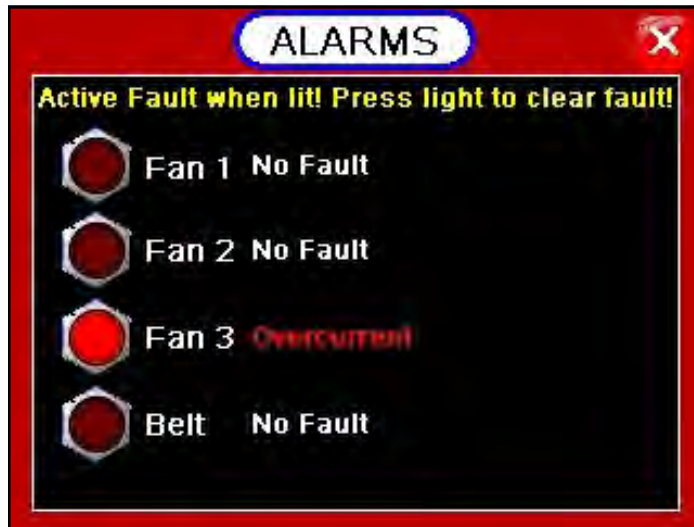 ALARMS
Active Fault when lit! Press light to clear fault!
Fan 1 No Fault
Fan 2 No Fault
Fan 3 Overcurrent
Belt No Fault